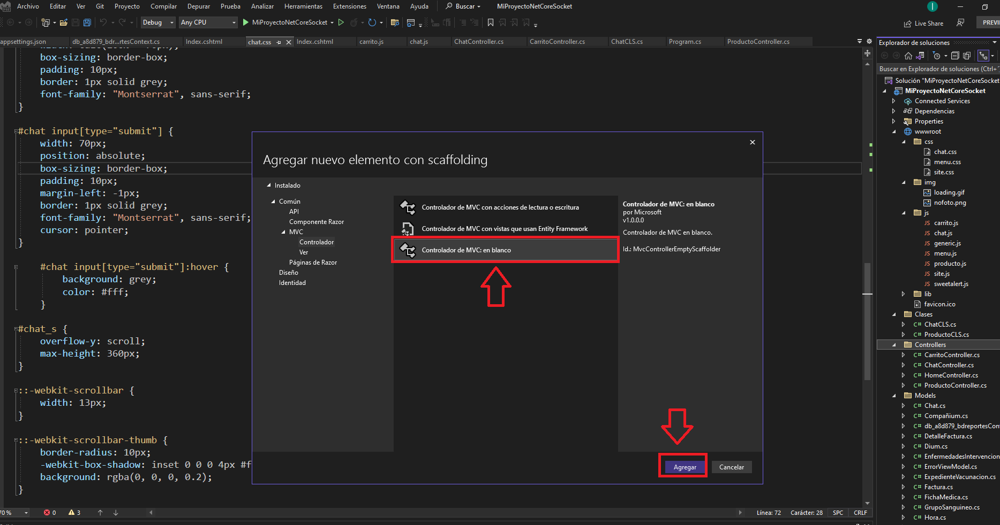 Archivo Editar Ver Git Proyecto Compilar Depurar Prueba Analizar Herramientas Extensiones Ventana Ayuda Buscar MiProyectoNetCoreSocket
Debug Any CPU MiProyectoNetCoreSocket Live Share
appsettings.json db_a8d879_bdr...rtesContext.cs Index.cshtml chat.css Index.cshtml carrito.js chat.js ChatController.cs CarritoController.cs ChatCLS.cs Program.cs ProductoController.cs
box-sizing: border-box;
padding: 10px;
border: 1px solid grey;
font-family: "Montserrat", sans-serif;
}
#chat input[type="submit"] {
width: 70px;
position: absolute;
box-sizing: border-box;
padding: 10px;
margin-left: -1px;
border: 1px solid grey;
font-family: "Montserrat", sans-serif;
cursor: pointer;
}
#chat input[type="submit"]:hover {
background: grey;
color: #fff;
}
#chat_s {
overflow-y: scroll;
max-height: 360px;
}
::-webkit-scrollbar {
width: 13px;
}
::-webkit-scrollbar-thumb {
border-radius: 10px;
-webkit-box-shadow: inset 0 0 0 4px #f
background: rgba(0, 0, 0, 0.2);
}
Agregar nuevo elemento con scaffolding
Instalado
Común
API
Componente Razor
MVC
Controlador
Ver
Páginas de Razor
Diseño
Identidad
Controlador de MVC con acciones de lectura o escritura
Controlador de MVC con vistas que usan Entity Framework
Controlador de MVC: en blanco
Controlador de MVC: en blanco
por Microsoft
v1.0.0.0
Controlador de MVC en blanco.
Id.: MvcControllerEmptyScaffolder
Agregar Cancelar
70 % 0 3 Línea: 72 Carácter: 28 SPC CRLF
Explorador de soluciones
Buscar en Explorador de soluciones (Ctrl+
Solución "MiProyectoNetCoreSocket
MiProyectoNetCoreSocket
Connected Services
Dependencias
Properties
wwwroot
css
chat.css
menu.css
site.css
img
loading.gif
nofoto.png
js
JS carrito.js
JS chat.js
JS generic.js
JS menu.js
JS producto.js
JS site.js
JS sweetalert.js
lib
favicon.ico
Clases
C# ChatCLS.cs
C# ProductoCLS.cs
Controllers
C# CarritoController.cs
C# ChatController.cs
C# HomeController.cs
C# ProductoController.cs
Models
C# Chat.cs
C# Compañium.cs
C# db_a8d879_bdreportesCon
C# DetalleFactura.cs
C# Dium.cs
C# EnfermedadesIntervencion
C# ErrorViewModel.cs
C# ExpedienteVacunacion.cs
C# Factura.cs
C# FichaMedica.cs
C# GrupoSanguineo.cs
C# Hora.cs